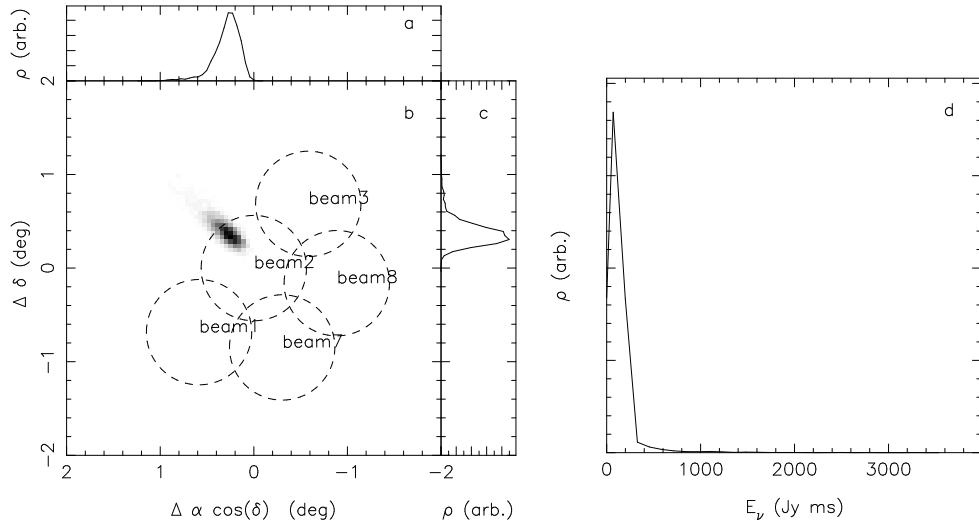 a
ρ (arb.)
b
c
d
2
1
0
−1
−2
Δ δ (deg)
beam3
beam2
beam8
beam1
beam7
2
1
0
−1
−2
Δ α cos(δ) (deg)
ρ (arb.)
ρ (arb.)
0
1000
2000
3000
E_ν (Jy ms)